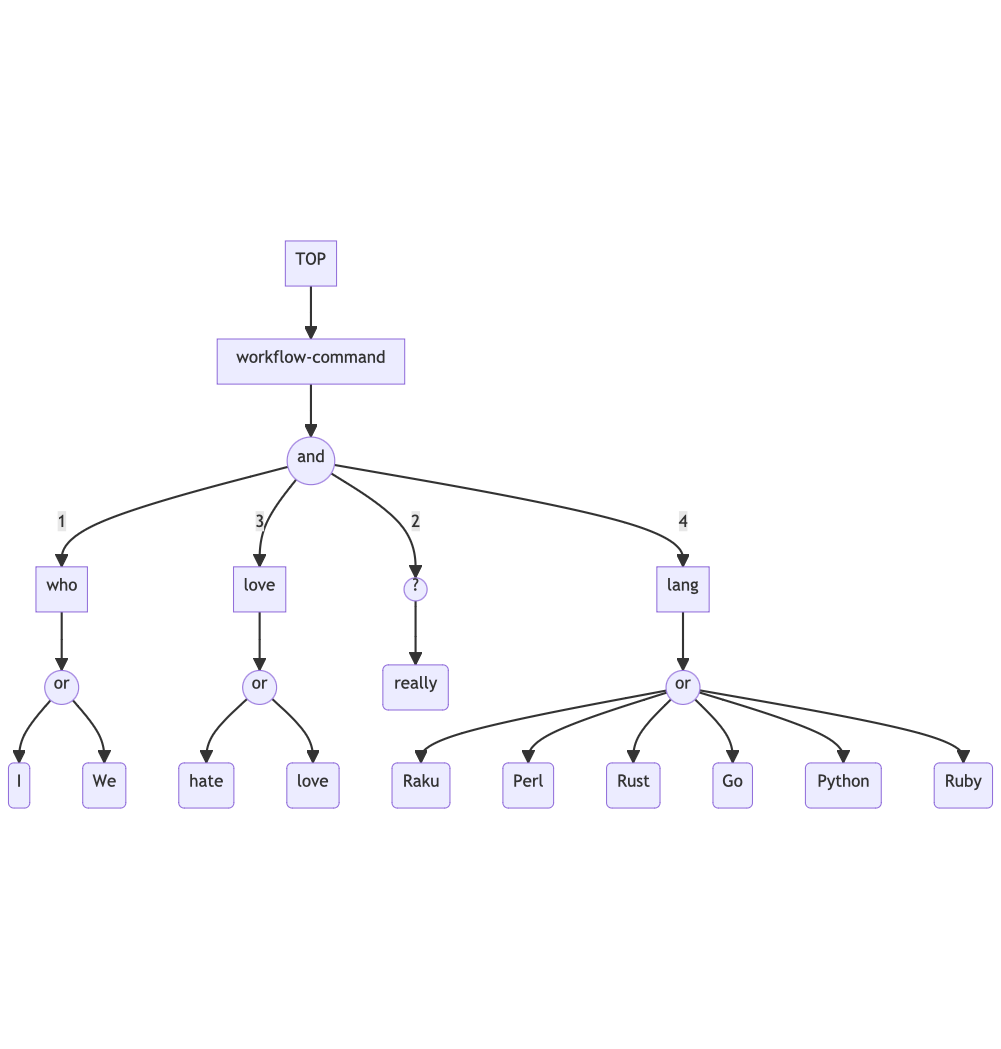 TOP
workflow-command
and
1 3 2 4
who love ? lang
or or really or
I We hate love Raku Perl Rust Go Python Ruby